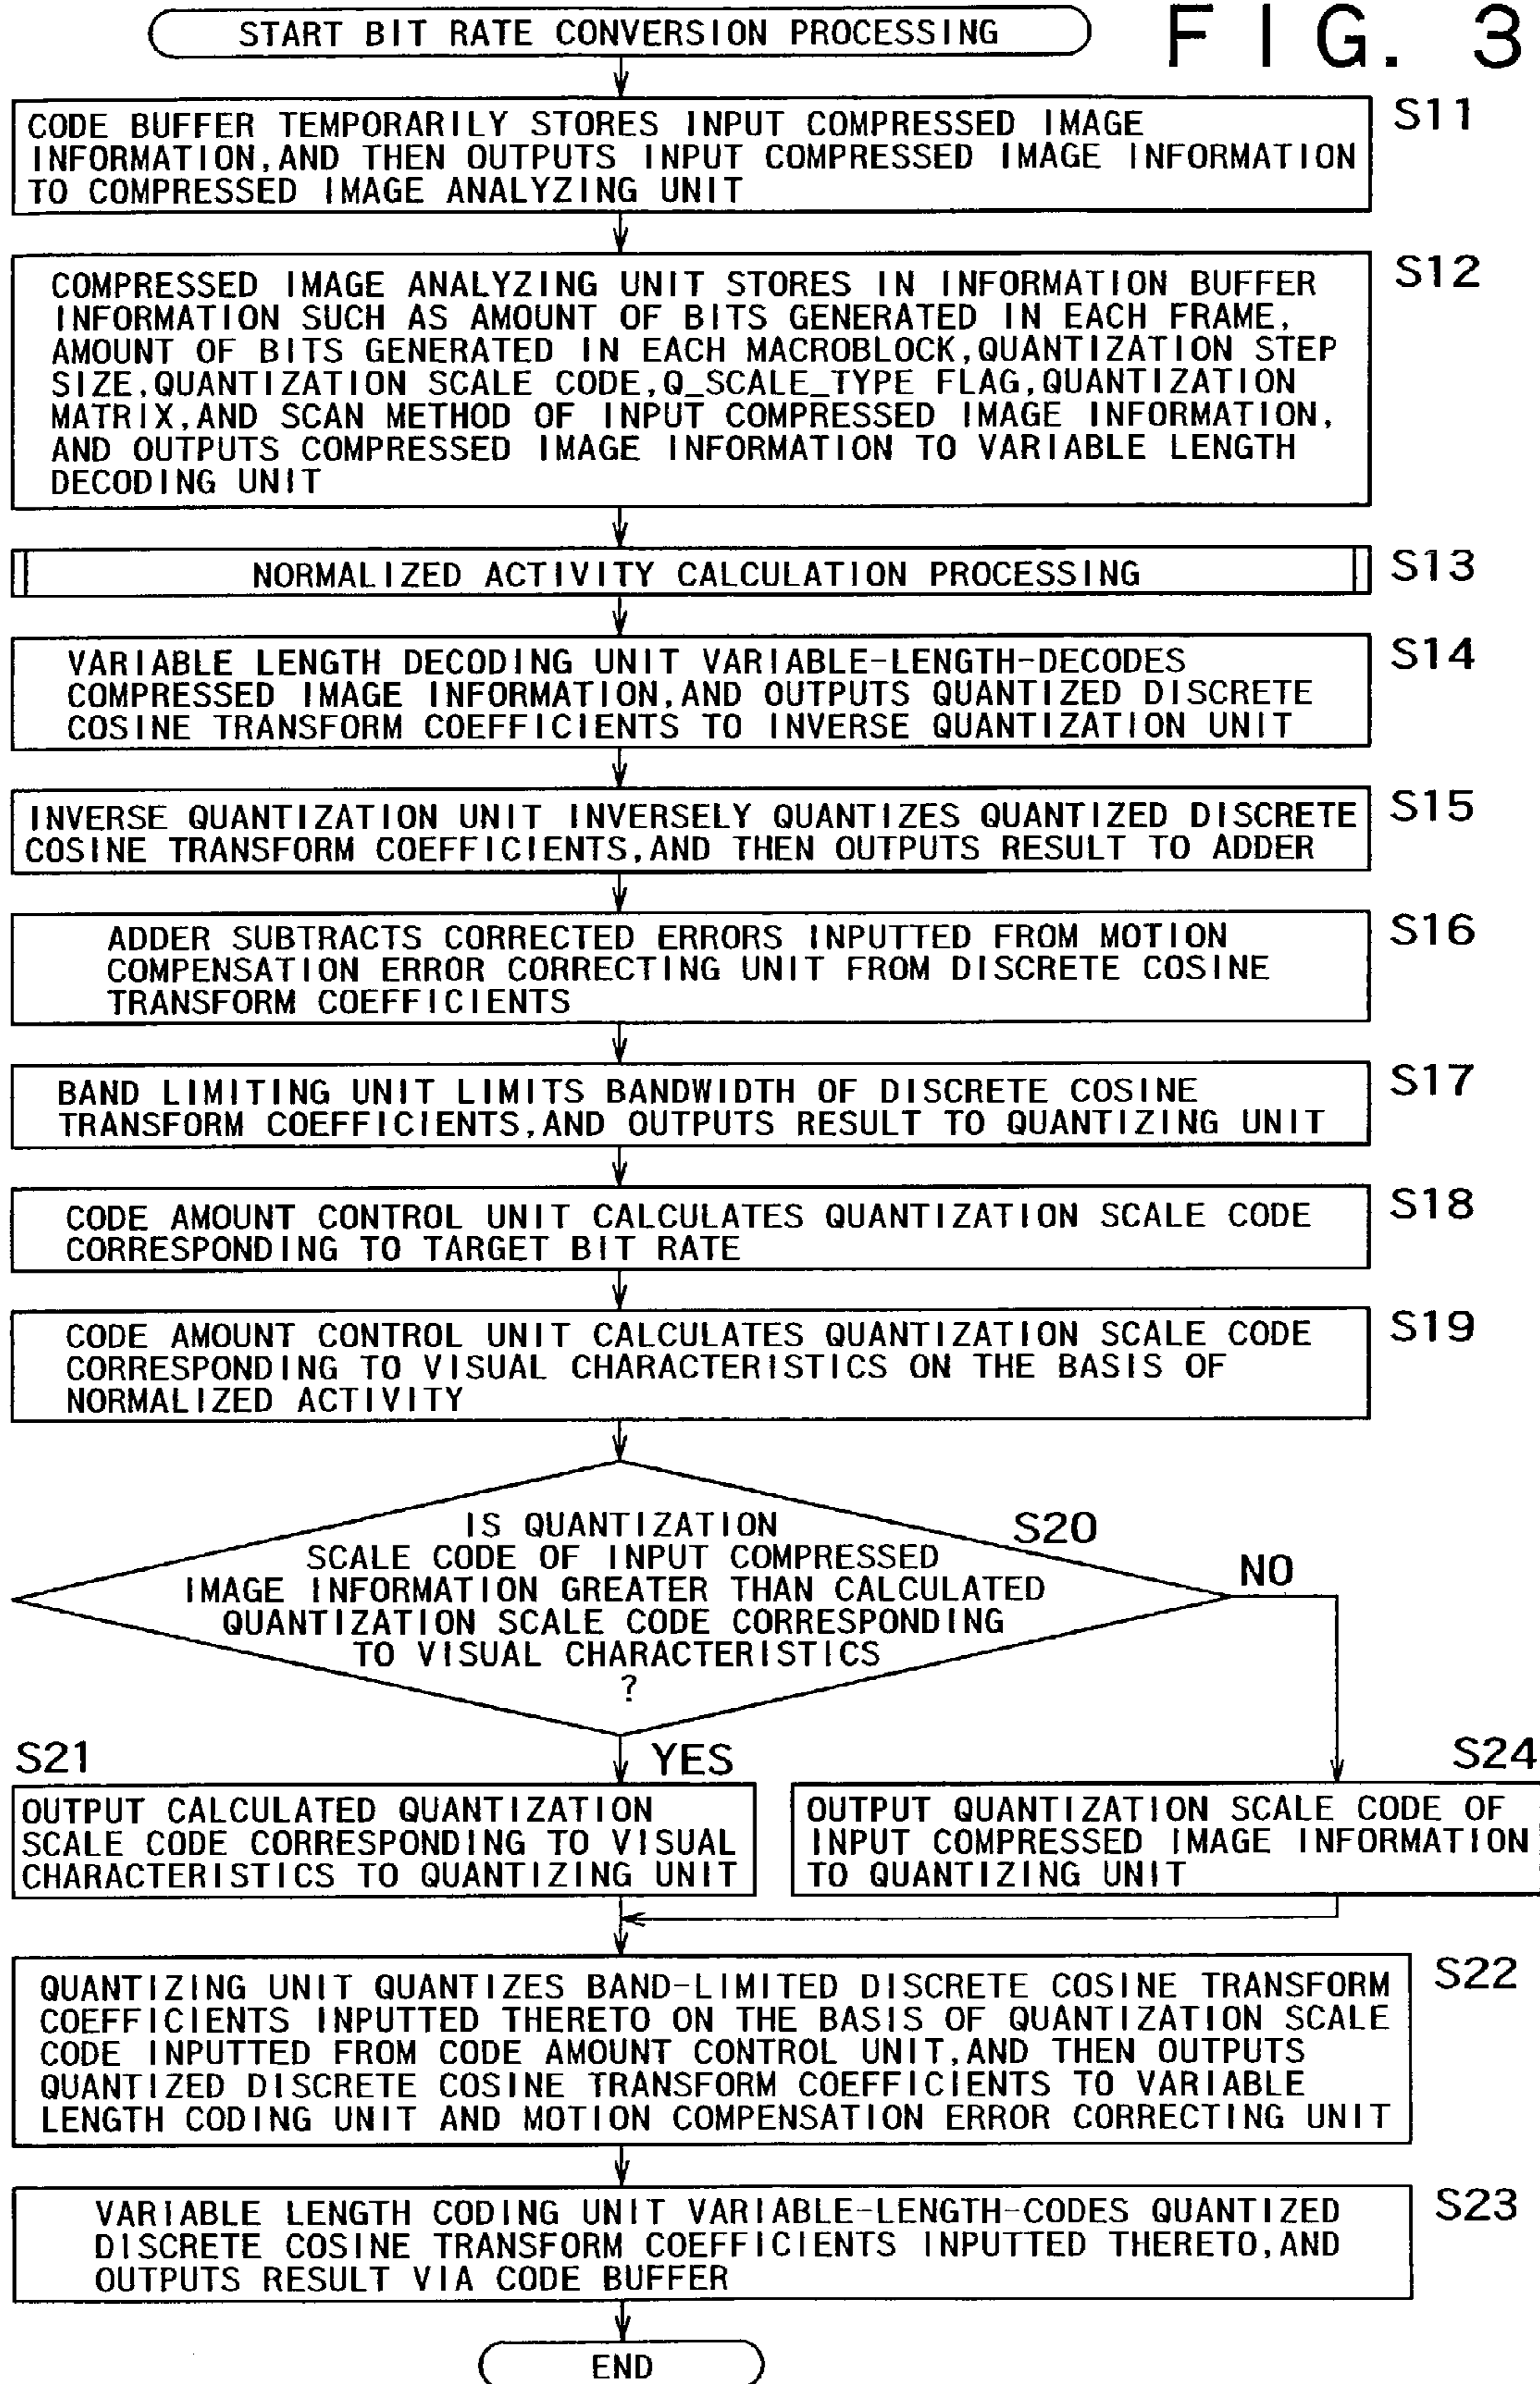 START BIT RATE CONVERSION PROCESSING
FIG. 3
S11
CODE BUFFER TEMPORARILY STORES INPUT COMPRESSED IMAGE
INFORMATION,AND THEN OUTPUTS INPUT COMPRESSED IMAGE INFORMATION
TO COMPRESSED IMAGE ANALYZING UNIT
S12
COMPRESSED IMAGE ANALYZING UNIT STORES IN INFORMATION BUFFER
INFORMATION SUCH AS AMOUNT OF BITS GENERATED IN EACH FRAME,
AMOUNT OF BITS GENERATED IN EACH MACROBLOCK,QUANTIZATION STEP
SIZE,QUANTIZATION SCALE CODE,Q_SCALE_TYPE FLAG,QUANTIZATION
MATRIX,AND SCAN METHOD OF INPUT COMPRESSED IMAGE INFORMATION,
AND OUTPUTS COMPRESSED IMAGE INFORMATION TO VARIABLE LENGTH
DECODING UNIT
S13
NORMALIZED ACTIVITY CALCULATION PROCESSING
S14
VARIABLE LENGTH DECODING UNIT VARIABLE-LENGTH-DECODES
COMPRESSED IMAGE INFORMATION,AND OUTPUTS QUANTIZED DISCRETE
COSINE TRANSFORM COEFFICIENTS TO INVERSE QUANTIZATION UNIT
S15
INVERSE QUANTIZATION UNIT INVERSELY QUANTIZES QUANTIZED DISCRETE
COSINE TRANSFORM COEFFICIENTS,AND THEN OUTPUTS RESULT TO ADDER
S16
ADDER SUBTRACTS CORRECTED ERRORS INPUTTED FROM MOTION
COMPENSATION ERROR CORRECTING UNIT FROM DISCRETE COSINE
TRANSFORM COEFFICIENTS
S17
BAND LIMITING UNIT LIMITS BANDWIDTH OF DISCRETE COSINE
TRANSFORM COEFFICIENTS,AND OUTPUTS RESULT TO QUANTIZING UNIT
S18
CODE AMOUNT CONTROL UNIT CALCULATES QUANTIZATION SCALE CODE
CORRESPONDING TO TARGET BIT RATE
S19
CODE AMOUNT CONTROL UNIT CALCULATES QUANTIZATION SCALE CODE
CORRESPONDING TO VISUAL CHARACTERISTICS ON THE BASIS OF
NORMALIZED ACTIVITY
S20
IS QUANTIZATION
SCALE CODE OF INPUT COMPRESSED
IMAGE INFORMATION GREATER THAN CALCULATED
QUANTIZATION SCALE CODE CORRESPONDING
TO VISUAL CHARACTERISTICS
?
NO
YES
S21
OUTPUT CALCULATED QUANTIZATION
SCALE CODE CORRESPONDING TO VISUAL
CHARACTERISTICS TO QUANTIZING UNIT
S24
OUTPUT QUANTIZATION SCALE CODE OF
INPUT COMPRESSED IMAGE INFORMATION
TO QUANTIZING UNIT
S22
QUANTIZING UNIT QUANTIZES BAND-LIMITED DISCRETE COSINE TRANSFORM
COEFFICIENTS INPUTTED THERETO ON THE BASIS OF QUANTIZATION SCALE
CODE INPUTTED FROM CODE AMOUNT CONTROL UNIT,AND THEN OUTPUTS
QUANTIZED DISCRETE COSINE TRANSFORM COEFFICIENTS TO VARIABLE
LENGTH CODING UNIT AND MOTION COMPENSATION ERROR CORRECTING UNIT
S23
VARIABLE LENGTH CODING UNIT VARIABLE-LENGTH-CODES QUANTIZED
DISCRETE COSINE TRANSFORM COEFFICIENTS INPUTTED THERETO,AND
OUTPUTS RESULT VIA CODE BUFFER
END